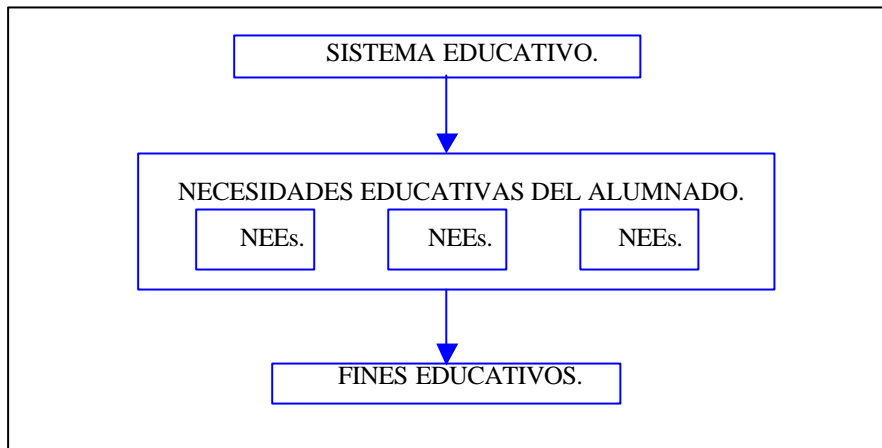 SISTEMA EDUCATIVO.
NECESIDADES EDUCATIVAS DEL ALUMNADO.
NEEs. NEEs. NEEs.
FINES EDUCATIVOS.